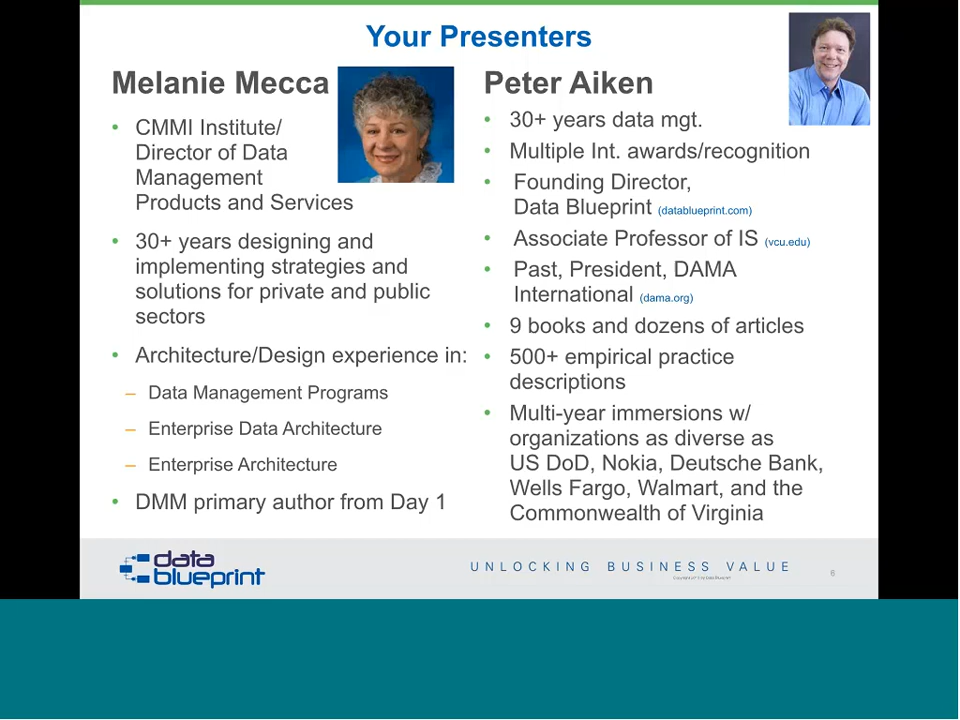 Your Presenters
Melanie Mecca
• CMMI Institute/
Director of Data
Management
Products and Services
• 30+ years designing and
implementing strategies and
solutions for private and public
sectors
• Architecture/Design experience in:
– Data Management Programs
– Enterprise Data Architecture
– Enterprise Architecture
• DMM primary author from Day 1
Peter Aiken
• 30+ years data mgt.
• Multiple Int. awards/recognition
• Founding Director,
Data Blueprint (datablueprint.com)
• Associate Professor of IS (vcu.edu)
• Past, President, DAMA
International (dama.org)
• 9 books and dozens of articles
• 500+ empirical practice
descriptions
• Multi-year immersions w/
organizations as diverse as
US DoD, Nokia, Deutsche Bank,
Wells Fargo, Walmart, and the
Commonwealth of Virginia
data
blueprint
UNLOCKING BUSINESS VALUE
6